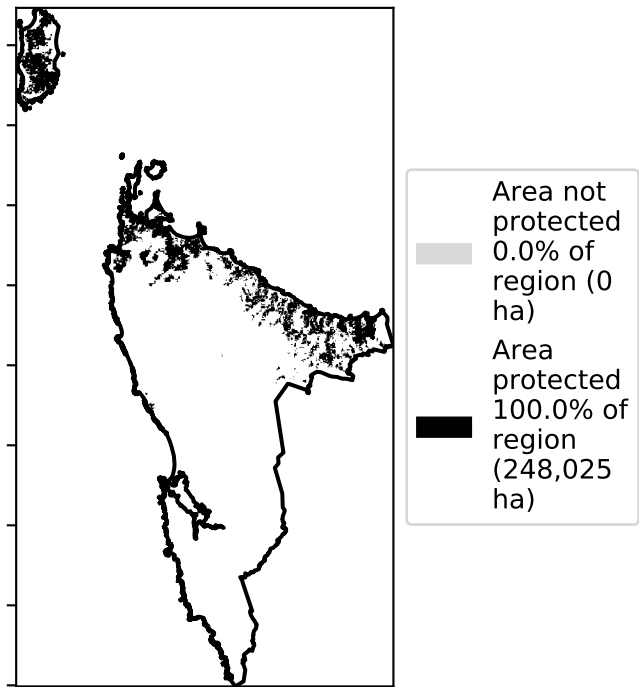 Area not
protected
0.0% of
region (0
ha)
Area
protected
100.0% of
region
(248,025
ha)